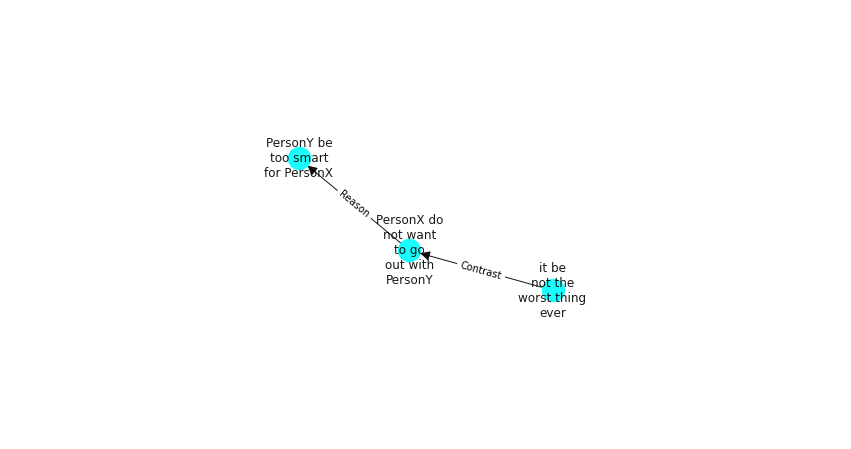 PersonY be
too smart
for PersonX
Reason
PersonX do
not want
to go
out with
PersonY
Contrast
it be
not the
worst thing
ever